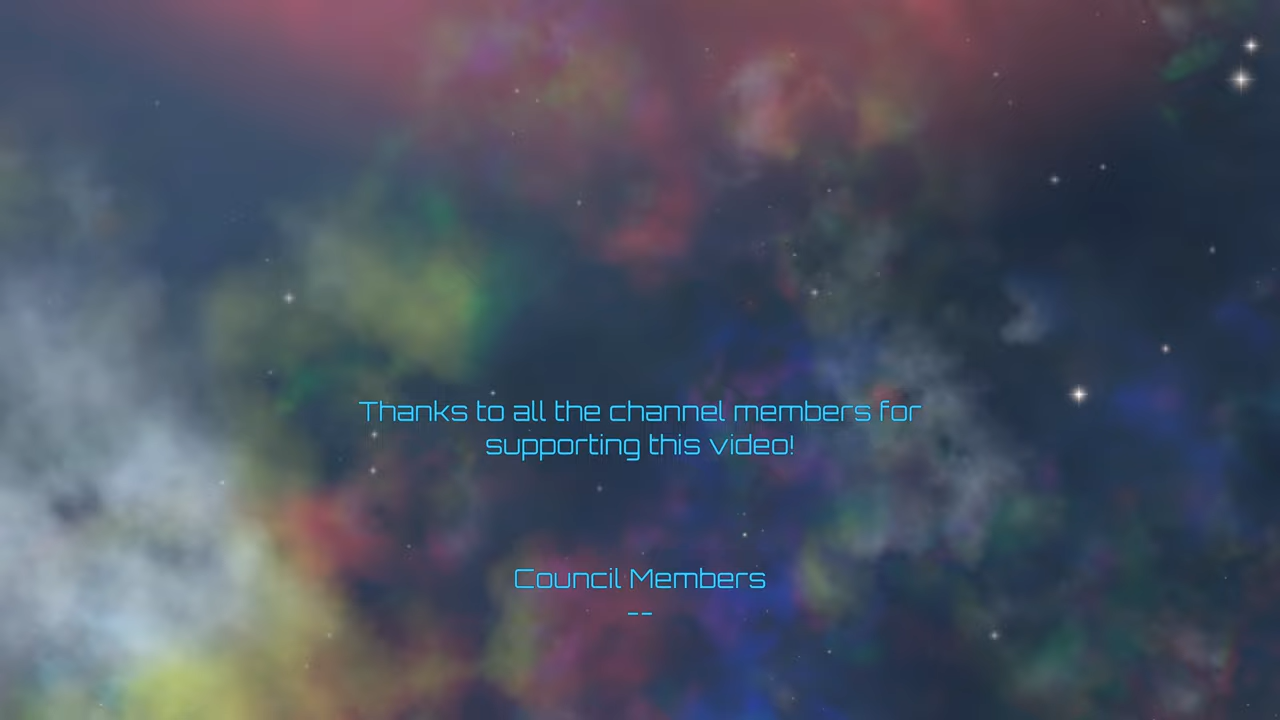 Thanks to all the channel members for
supporting this video!
Council Members
--